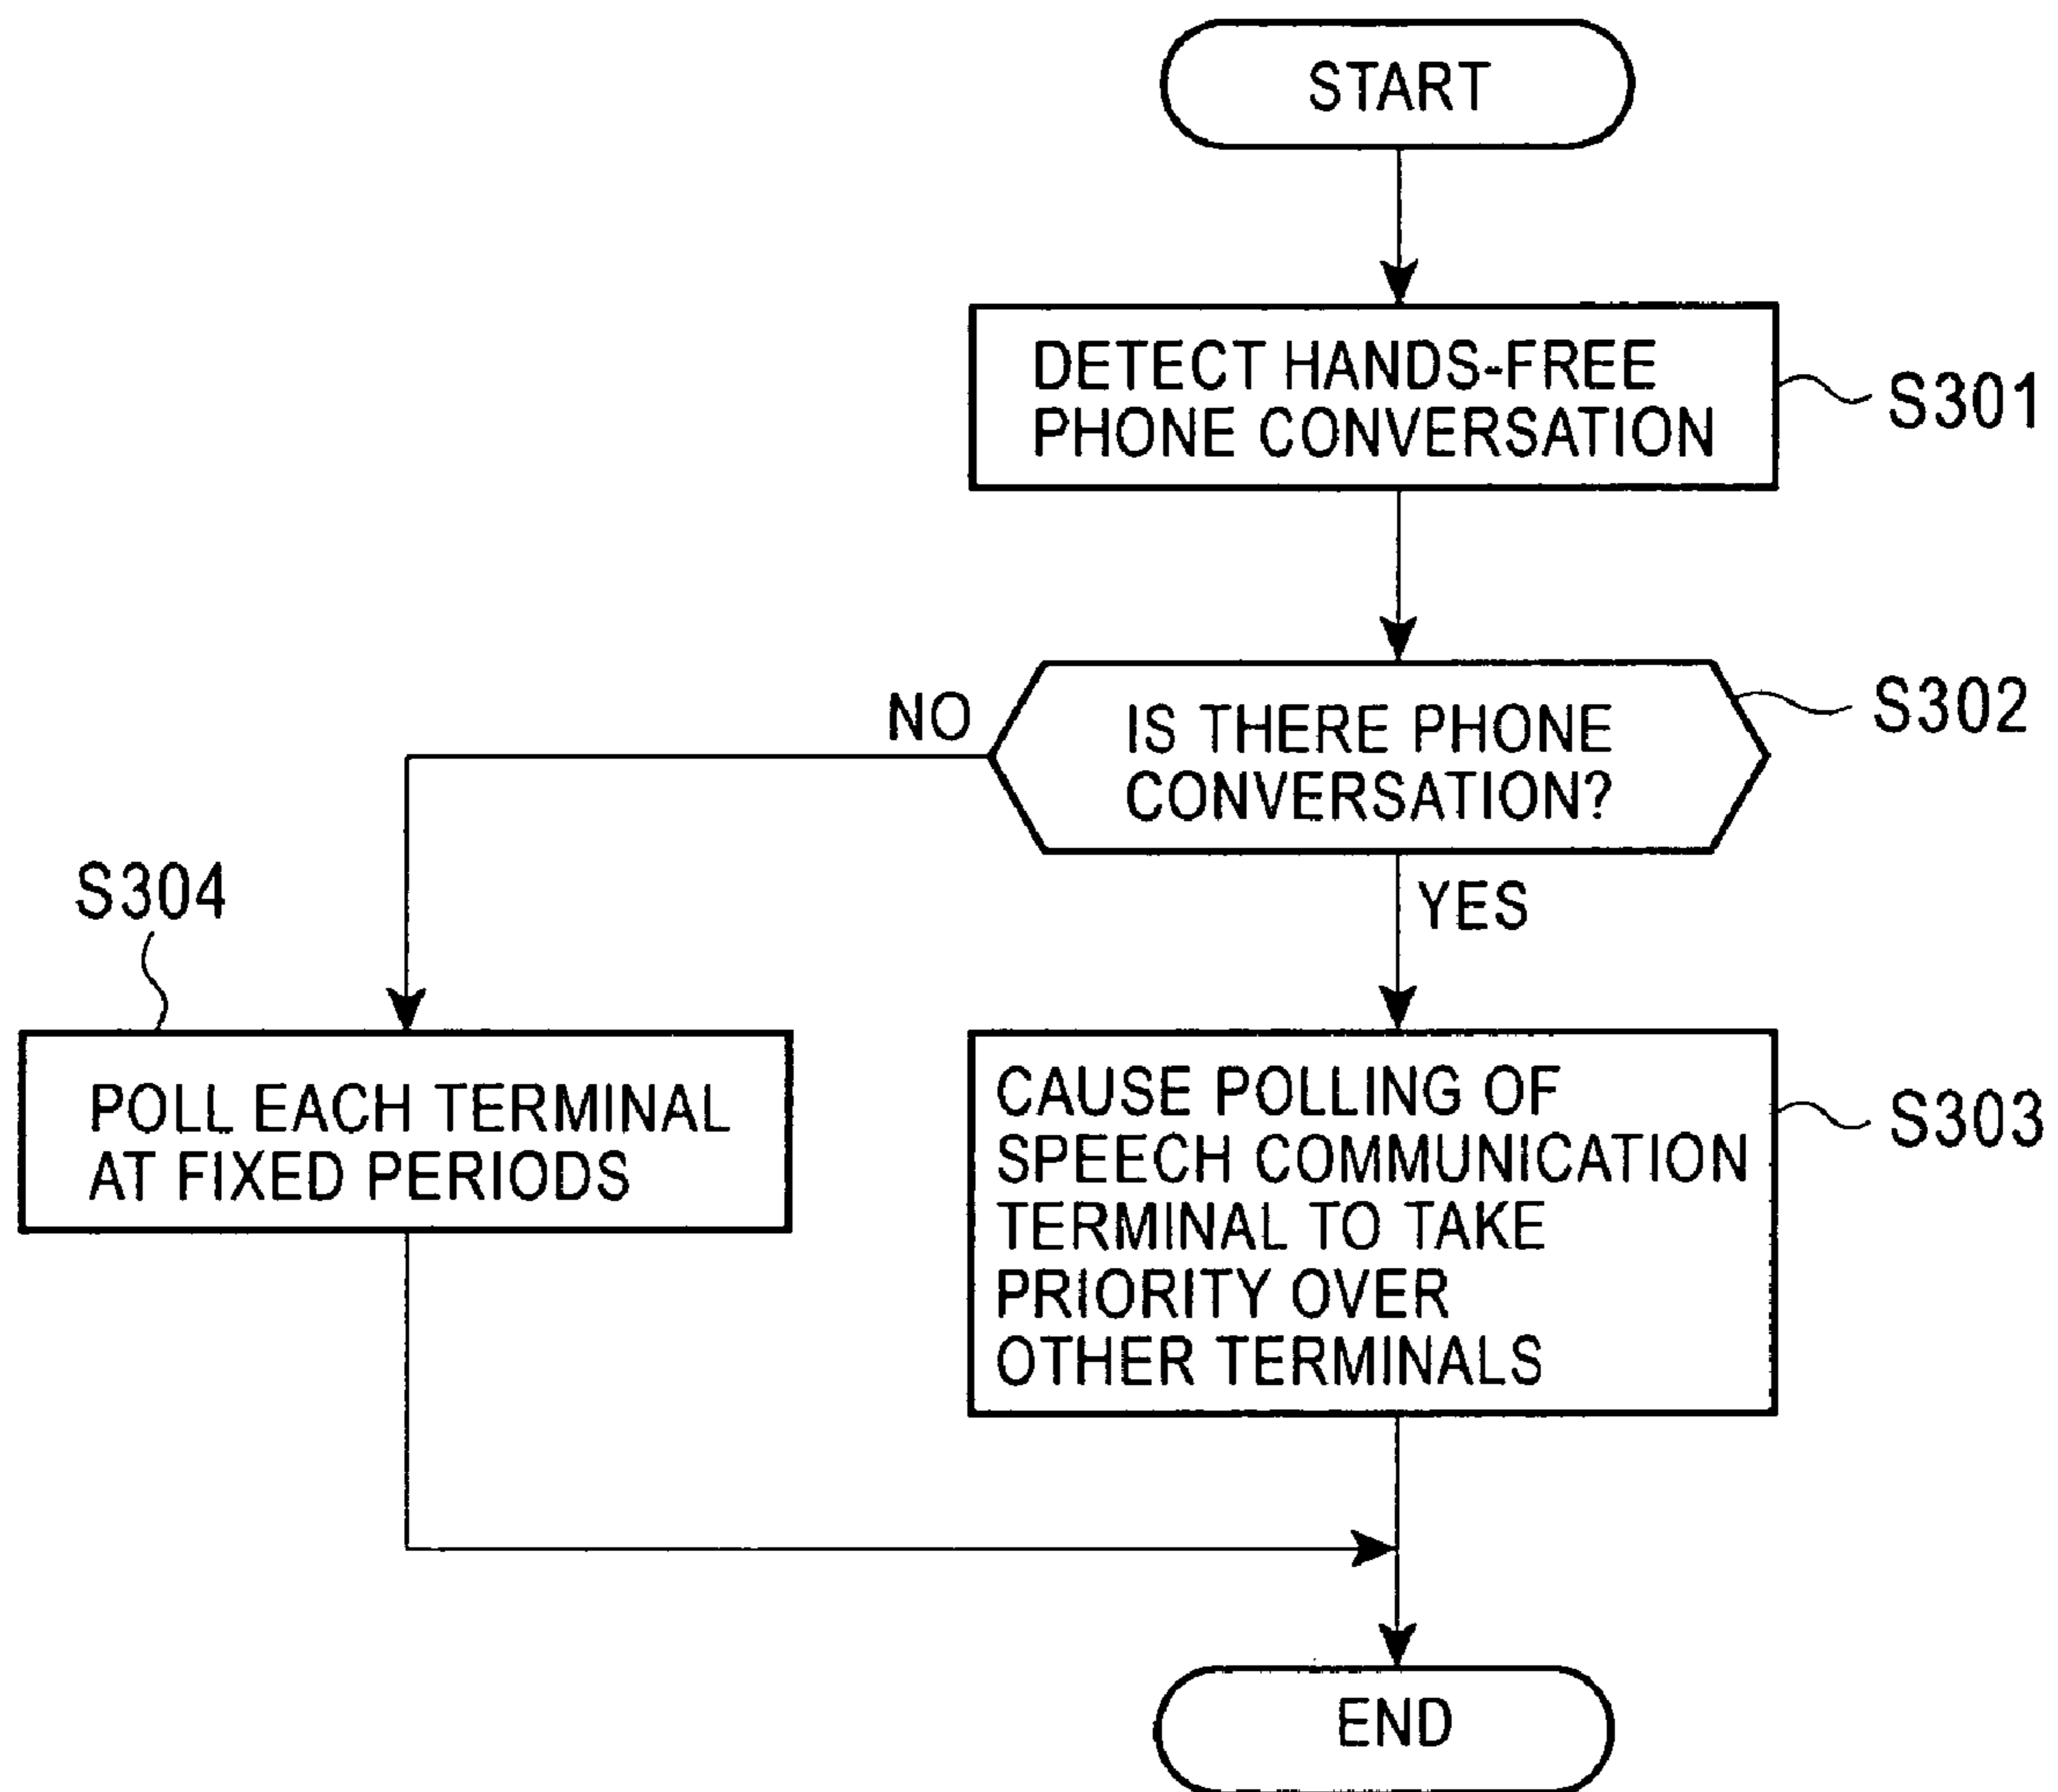 START
DETECT HANDS-FREE
PHONE CONVERSATION
S301
IS THERE PHONE
CONVERSATION?
S302
NO
YES
S304
POLL EACH TERMINAL
AT FIXED PERIODS
CAUSE POLLING OF
SPEECH COMMUNICATION
TERMINAL TO TAKE
PRIORITY OVER
OTHER TERMINALS
S303
END